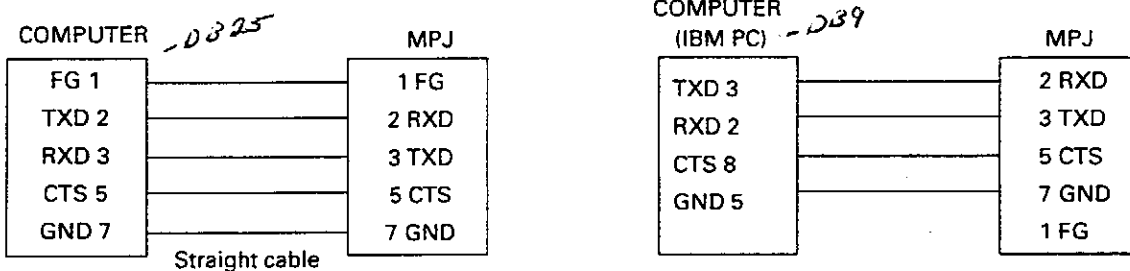 COMPUTER - DB25
MPJ
FG 1 1 FG
TXD 2 2 RXD
RXD 3 3 TXD
CTS 5 5 CTS
GND 7 7 GND
Straight cable
COMPUTER
(IBM PC) - DB9
MPJ
TXD 3 2 RXD
RXD 2 3 TXD
CTS 8 5 CTS
GND 5 7 GND
1 FG